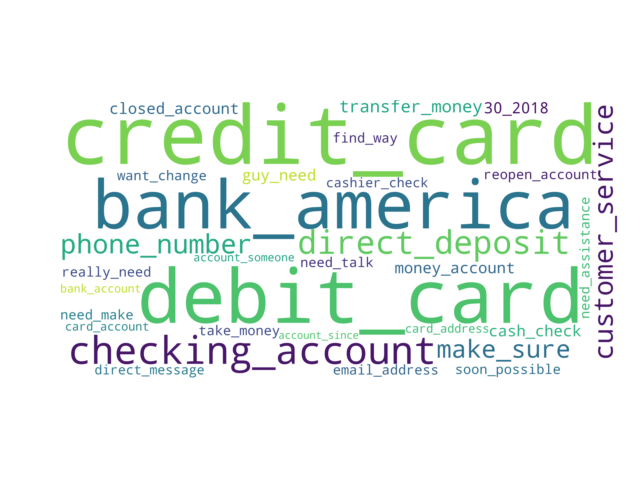 closed_account
transfer_money
30_2018
credit_card
find_way
want_change
guy_need
cashier_check
reopen_account
bank_america
customer_service
need_assistance
phone_number
direct_deposit
account_someone
need_talk
really_need
money_account
bank_account
debit_card
need_make
card_account
take_money
account_since
card_address
cash_check
checking_account
make_sure
direct_message
email_address
soon_possible